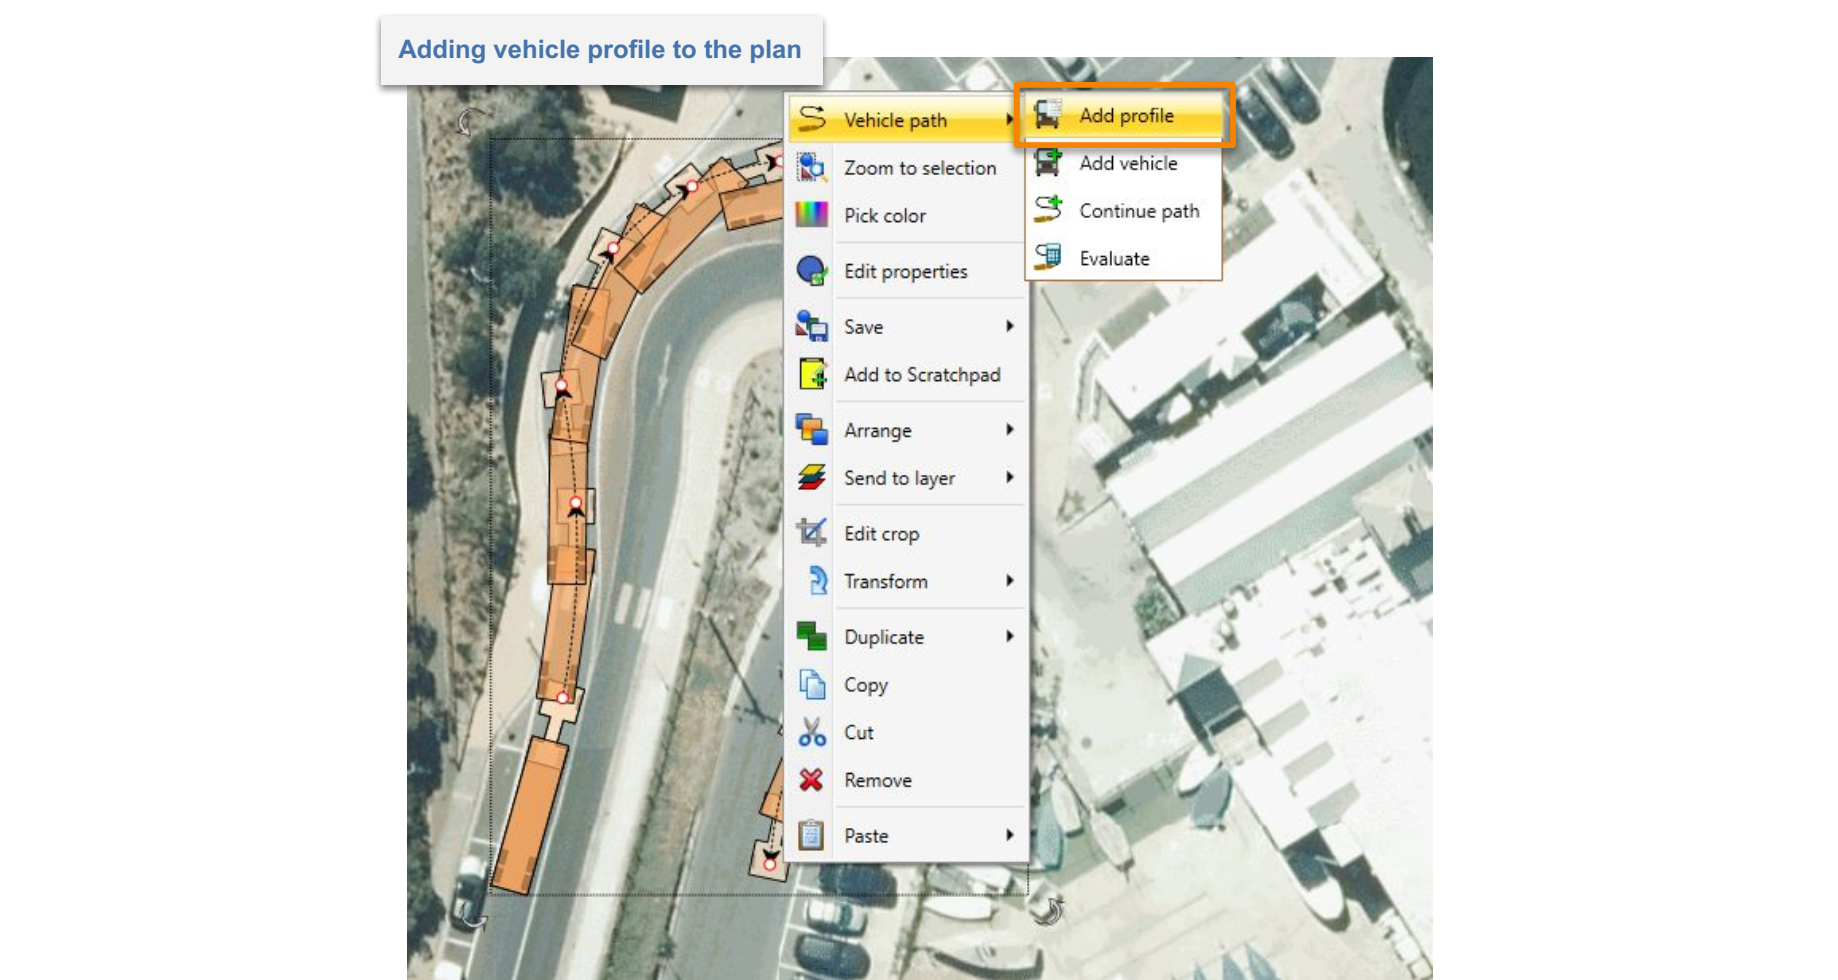 Adding vehicle profile to the plan
Vehicle path
Zoom to selection
Pick color
Edit properties
Save
Add to Scratchpad
Arrange
Send to layer
Edit crop
Transform
Duplicate
Copy
Cut
Remove
Paste
Add profile
Add vehicle
Continue path
Evaluate